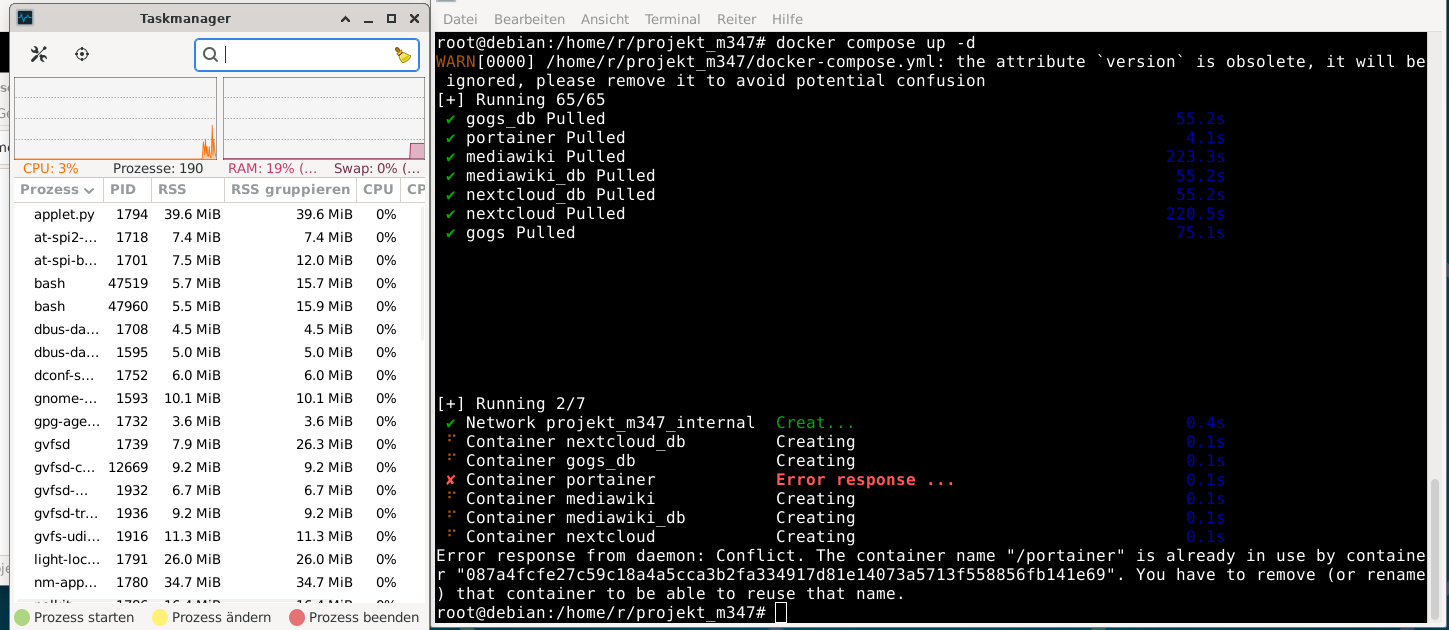 Taskmanager
CPU: 3%
Prozesse: 190
RAM: 19% (...
Swap: 0% (...
Prozess PID RSS RSS gruppieren CPU CP
applet.py 1794 39.6 MiB 39.6 MiB 0%
at-spi2-... 1718 7.4 MiB 7.4 MiB 0%
at-spi-b... 1701 7.5 MiB 12.0 MiB 0%
bash 47519 5.7 MiB 15.7 MiB 0%
bash 47960 5.5 MiB 15.9 MiB 0%
dbus-da... 1708 4.5 MiB 4.5 MiB 0%
dbus-da... 1595 5.0 MiB 5.0 MiB 0%
dconf-s... 1752 6.0 MiB 6.0 MiB 0%
gnome-... 1593 10.1 MiB 10.1 MiB 0%
gpg-age... 1732 3.6 MiB 3.6 MiB 0%
gvfsd 1739 7.9 MiB 26.3 MiB 0%
gvfsd-c... 12669 9.2 MiB 9.2 MiB 0%
gvfsd-... 1932 6.7 MiB 6.7 MiB 0%
gvfsd-tr... 1936 9.2 MiB 9.2 MiB 0%
gvfs-udi... 1916 11.3 MiB 11.3 MiB 0%
light-loc... 1791 26.0 MiB 26.0 MiB 0%
nm-app... 1780 34.7 MiB 34.7 MiB 0%
Prozess starten
Prozess ändern
Prozess beenden
Datei Bearbeiten Ansicht Terminal Reiter Hilfe
root@debian:/home/r/projekt_m347# docker compose up -d
WARN[0000] /home/r/projekt_m347/docker-compose.yml: the attribute `version` is obsolete, it will be
ignored, please remove it to avoid potential confusion
[+] Running 65/65
✔ gogs_db Pulled 55.2s
✔ portainer Pulled 4.1s
✔ mediawiki Pulled 223.3s
✔ mediawiki_db Pulled 55.2s
✔ nextcloud_db Pulled 55.2s
✔ nextcloud Pulled 220.5s
✔ gogs Pulled 75.1s
[+] Running 2/7
✔ Network projekt_m347_internal Creat... 0.4s
⠋ Container nextcloud_db Creating 0.1s
⠋ Container gogs_db Creating 0.1s
✘ Container portainer Error response ... 0.1s
⠋ Container mediawiki Creating 0.1s
⠋ Container mediawiki_db Creating 0.1s
⠋ Container nextcloud Creating 0.1s
Error response from daemon: Conflict. The container name "/portainer" is already in use by containe
r "087a4fcfe27c59c18a4a5cca3b2fa334917d81e14073a5713f558856fb141e69". You have to remove (or rename
) that container to be able to reuse that name.
root@debian:/home/r/projekt_m347#